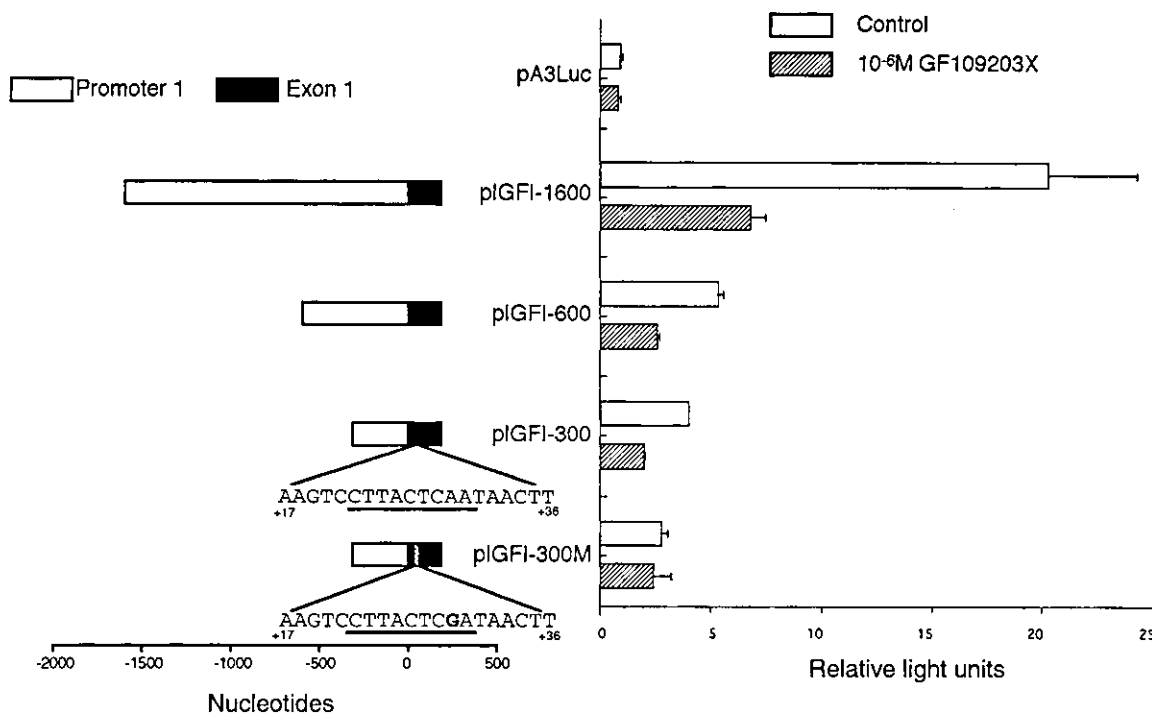 Promoter 1
Exon 1
Control
10⁻⁶M GF109203X
pA3Luc
pIGFI-1600
pIGFI-600
pIGFI-300
AAGTCCTTACTCAATAACTT
+17
+36
pIGFI-300M
AAGTCCTTACTCGATAACTT
+17
+36
-2000
-1500
-1000
-500
0
500
Nucleotides
0
5
10
15
20
25
Relative light units